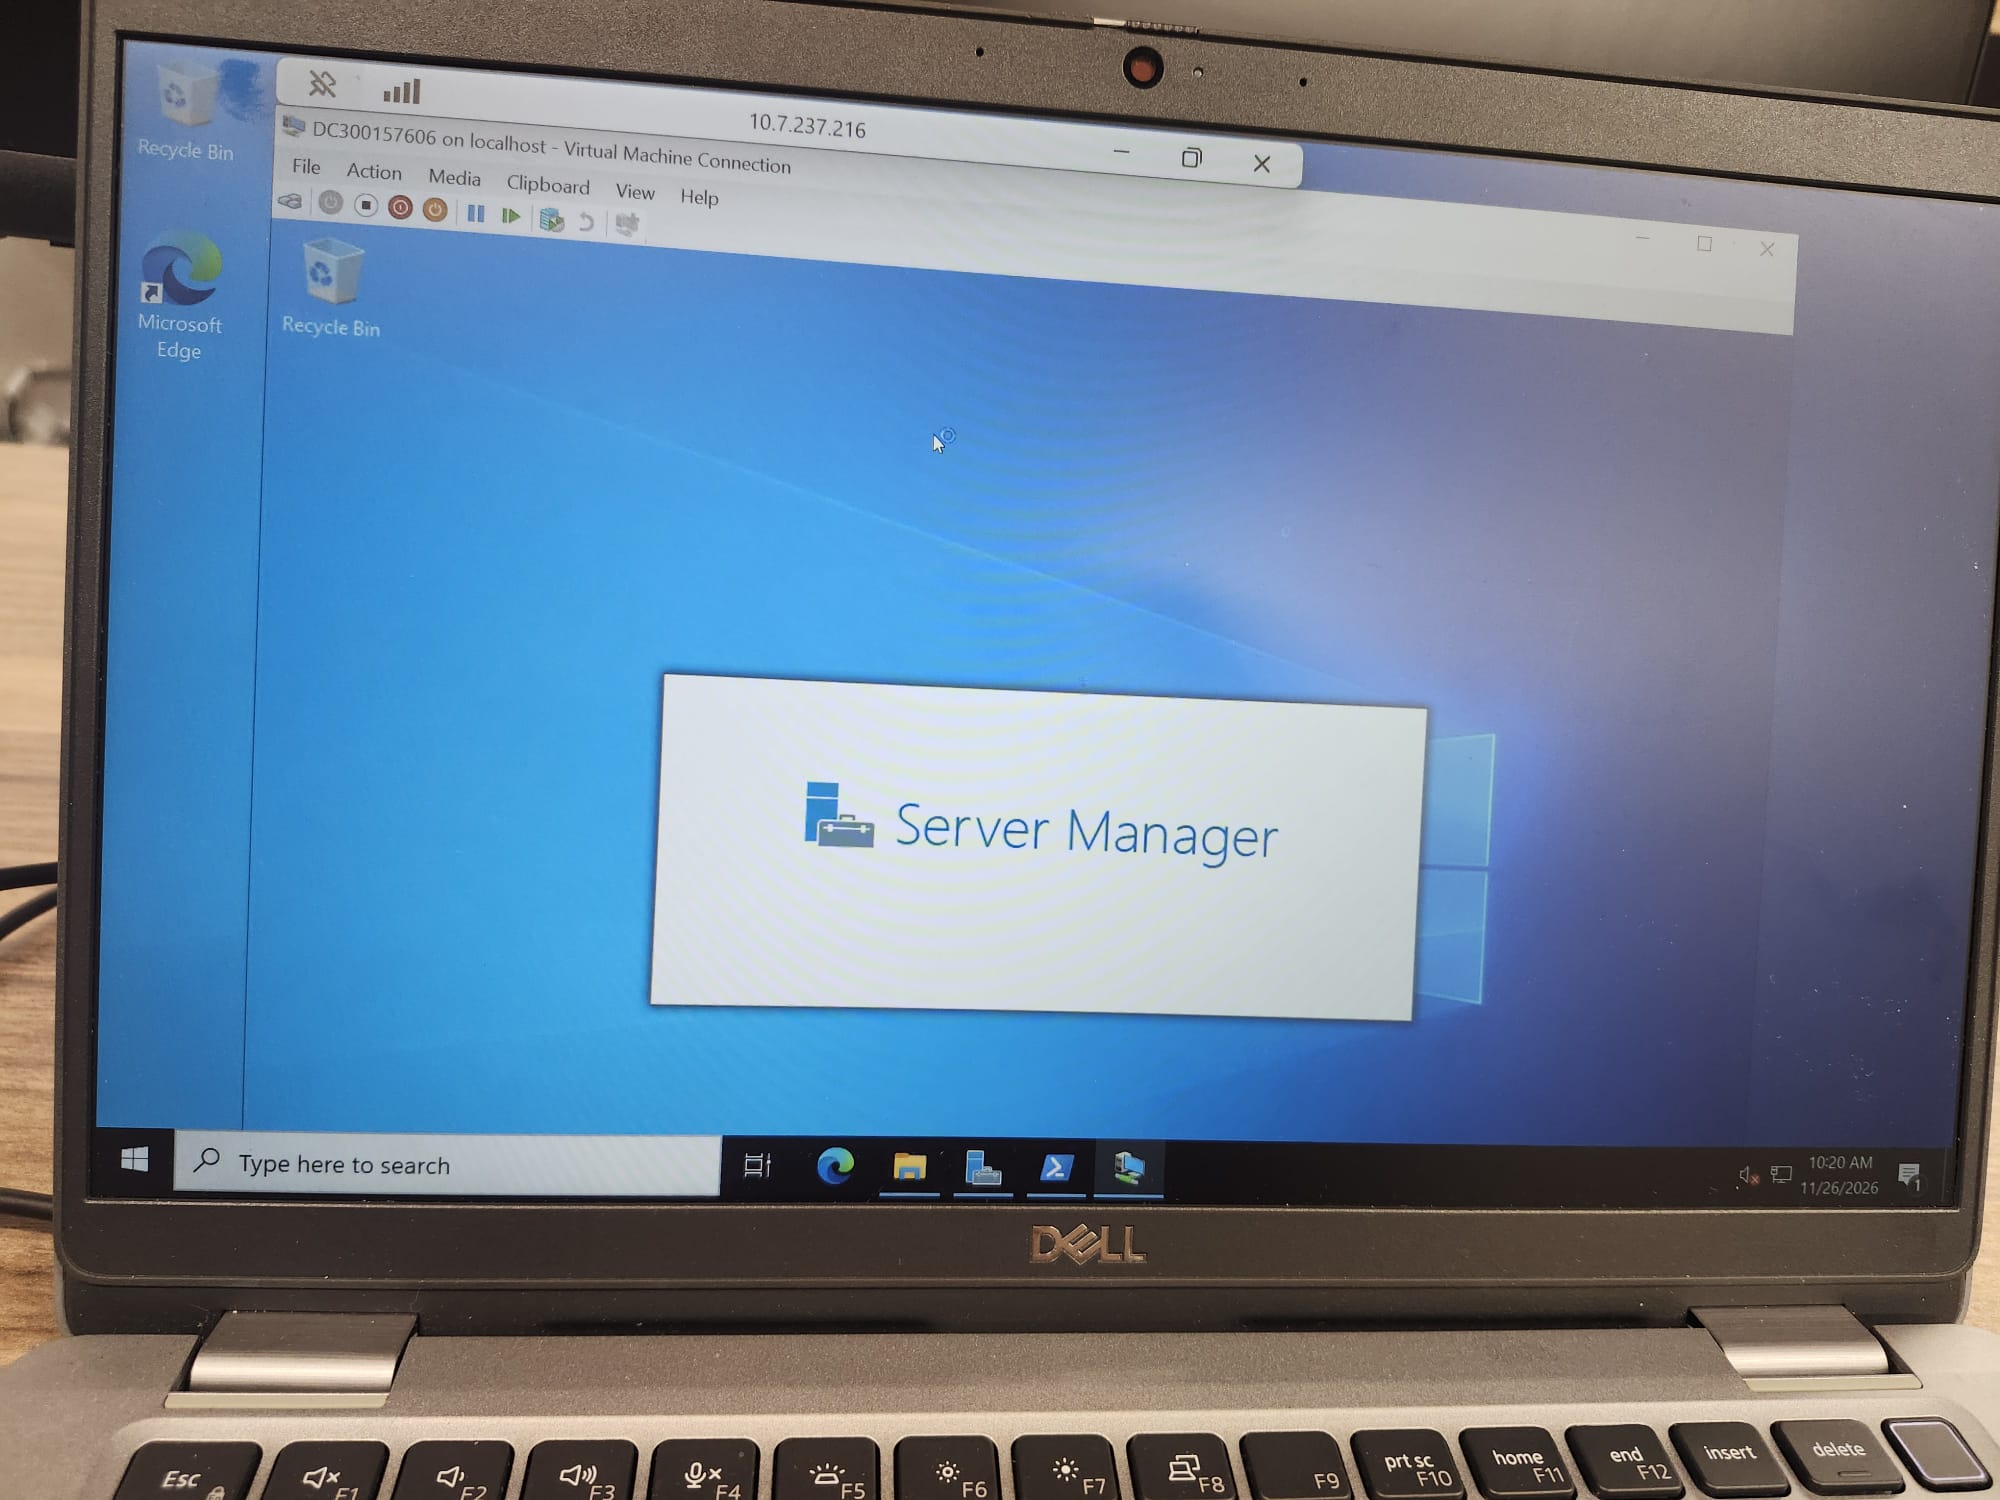 Recycle Bin
10.7.237.216
DC300157606 on localhost - Virtual Machine Connection
File Action Media Clipboard View Help
Microsoft
Edge
Recycle Bin
Server Manager
Type here to search
10:20 AM
11/26/2026
1
DELL
Esc
F1
F2
F3
F4
F5
F6
F7
F8
F9
prt sc
F10
home
F11
end
F12
insert
delete